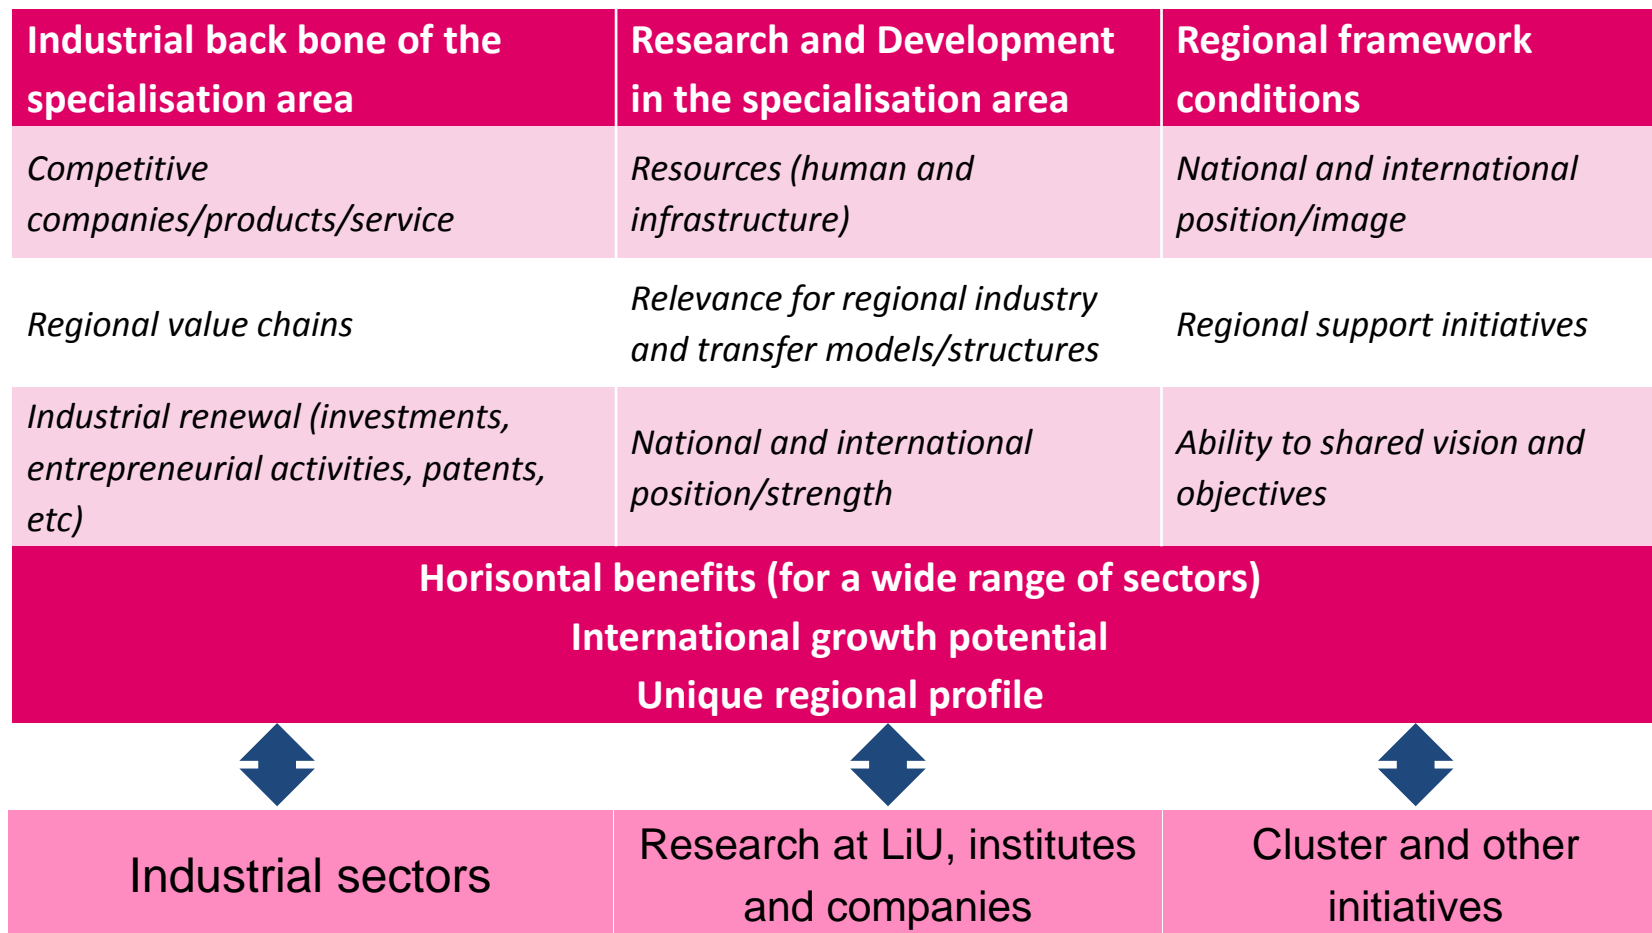 Industrial back bone of the
specialisation area
Research and Development
in the specialisation area
Regional framework
conditions
Competitive
companies/products/service
Resources (human and
infrastructure)
National and international
position/image
Regional value chains
Relevance for regional industry
and transfer models/structures
Regional support initiatives
Industrial renewal (investments,
entrepreneurial activities, patents,
etc)
National and international
position/strength
Ability to shared vision and
objectives
Horisontal benefits (for a wide range of sectors)
International growth potential
Unique regional profile
Industrial sectors
Research at LiU, institutes
and companies
Cluster and other
initiatives